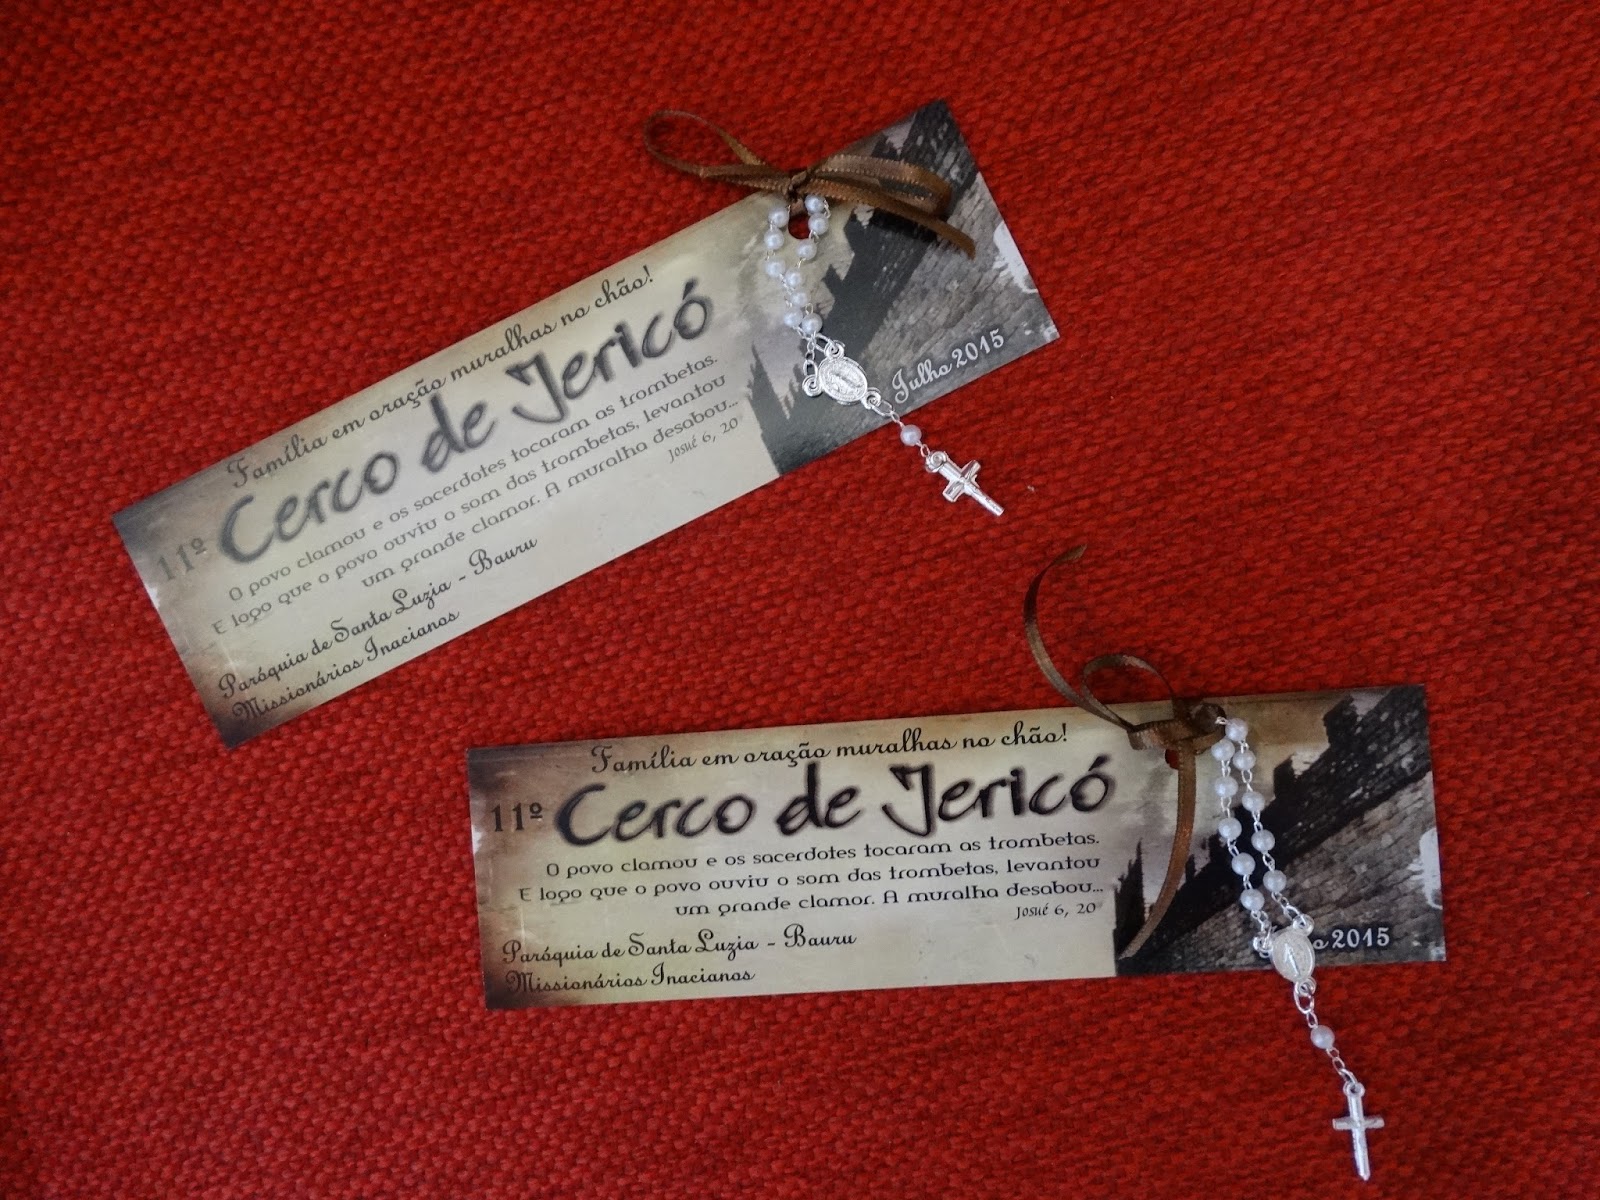 Família em oração muralhas no chão!
11º Cerco de Jericó
O povo clamou e os sacerdotes tocaram as trombetas.
E logo que o povo ouviu o som das trombetas, levantou
um grande clamor. A muralha desabou...
Josué 6, 20
Paróquia de Santa Luzia - Bauru
Missionários Inacianos
Julho 2015
Família em oração muralhas no chão!
11º Cerco de Jericó
O povo clamou e os sacerdotes tocaram as trombetas.
E logo que o povo ouviu o som das trombetas, levantou
um grande clamor. A muralha desabou...
Josué 6, 20
Paróquia de Santa Luzia - Bauru
Missionários Inacianos
2015